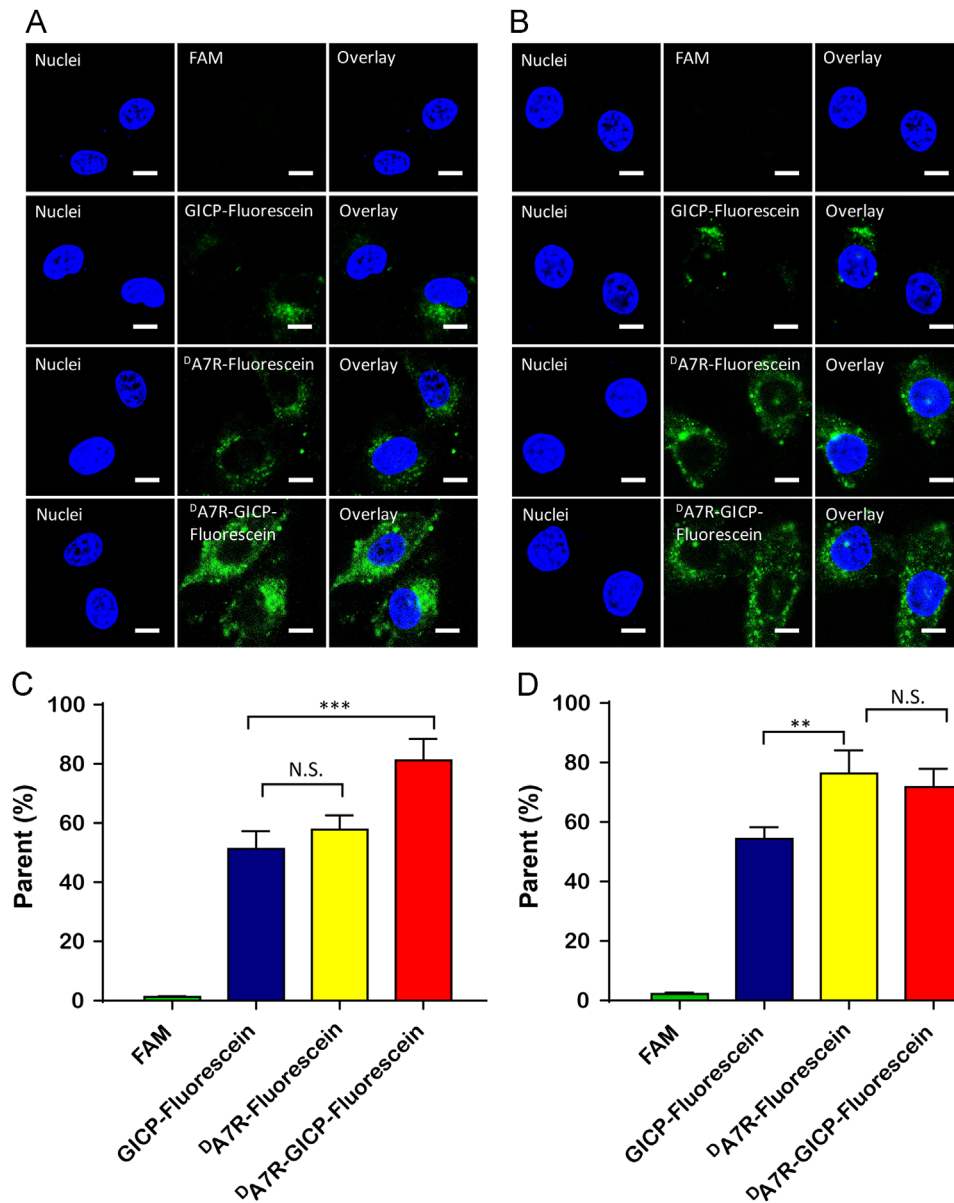 A
B
Nuclei FAM Overlay
Nuclei FAM Overlay
Nuclei GICP-Fluorescein Overlay
Nuclei GICP-Fluorescein Overlay
Nuclei ᴰA7R-Fluorescein Overlay
Nuclei ᴰA7R-Fluorescein Overlay
Nuclei ᴰA7R-GICP- Overlay
Fluorescein
Nuclei ᴰA7R-GICP- Overlay
Fluorescein
C
100
80
60
40
20
0
Parent (%)
***
N.S.
FAM
GICP-Fluorescein
ᴰA7R-Fluorescein
ᴰA7R-GICP-Fluorescein
D
100
80
60
40
20
0
Parent (%)
**
N.S.
FAM
GICP-Fluorescein
ᴰA7R-Fluorescein
ᴰA7R-GICP-Fluorescein